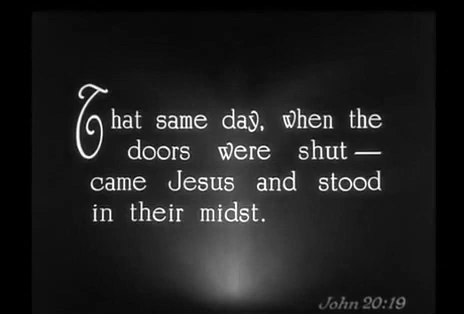 That same day, when the
doors were shut —
came Jesus and stood
in their midst.
John 20:19